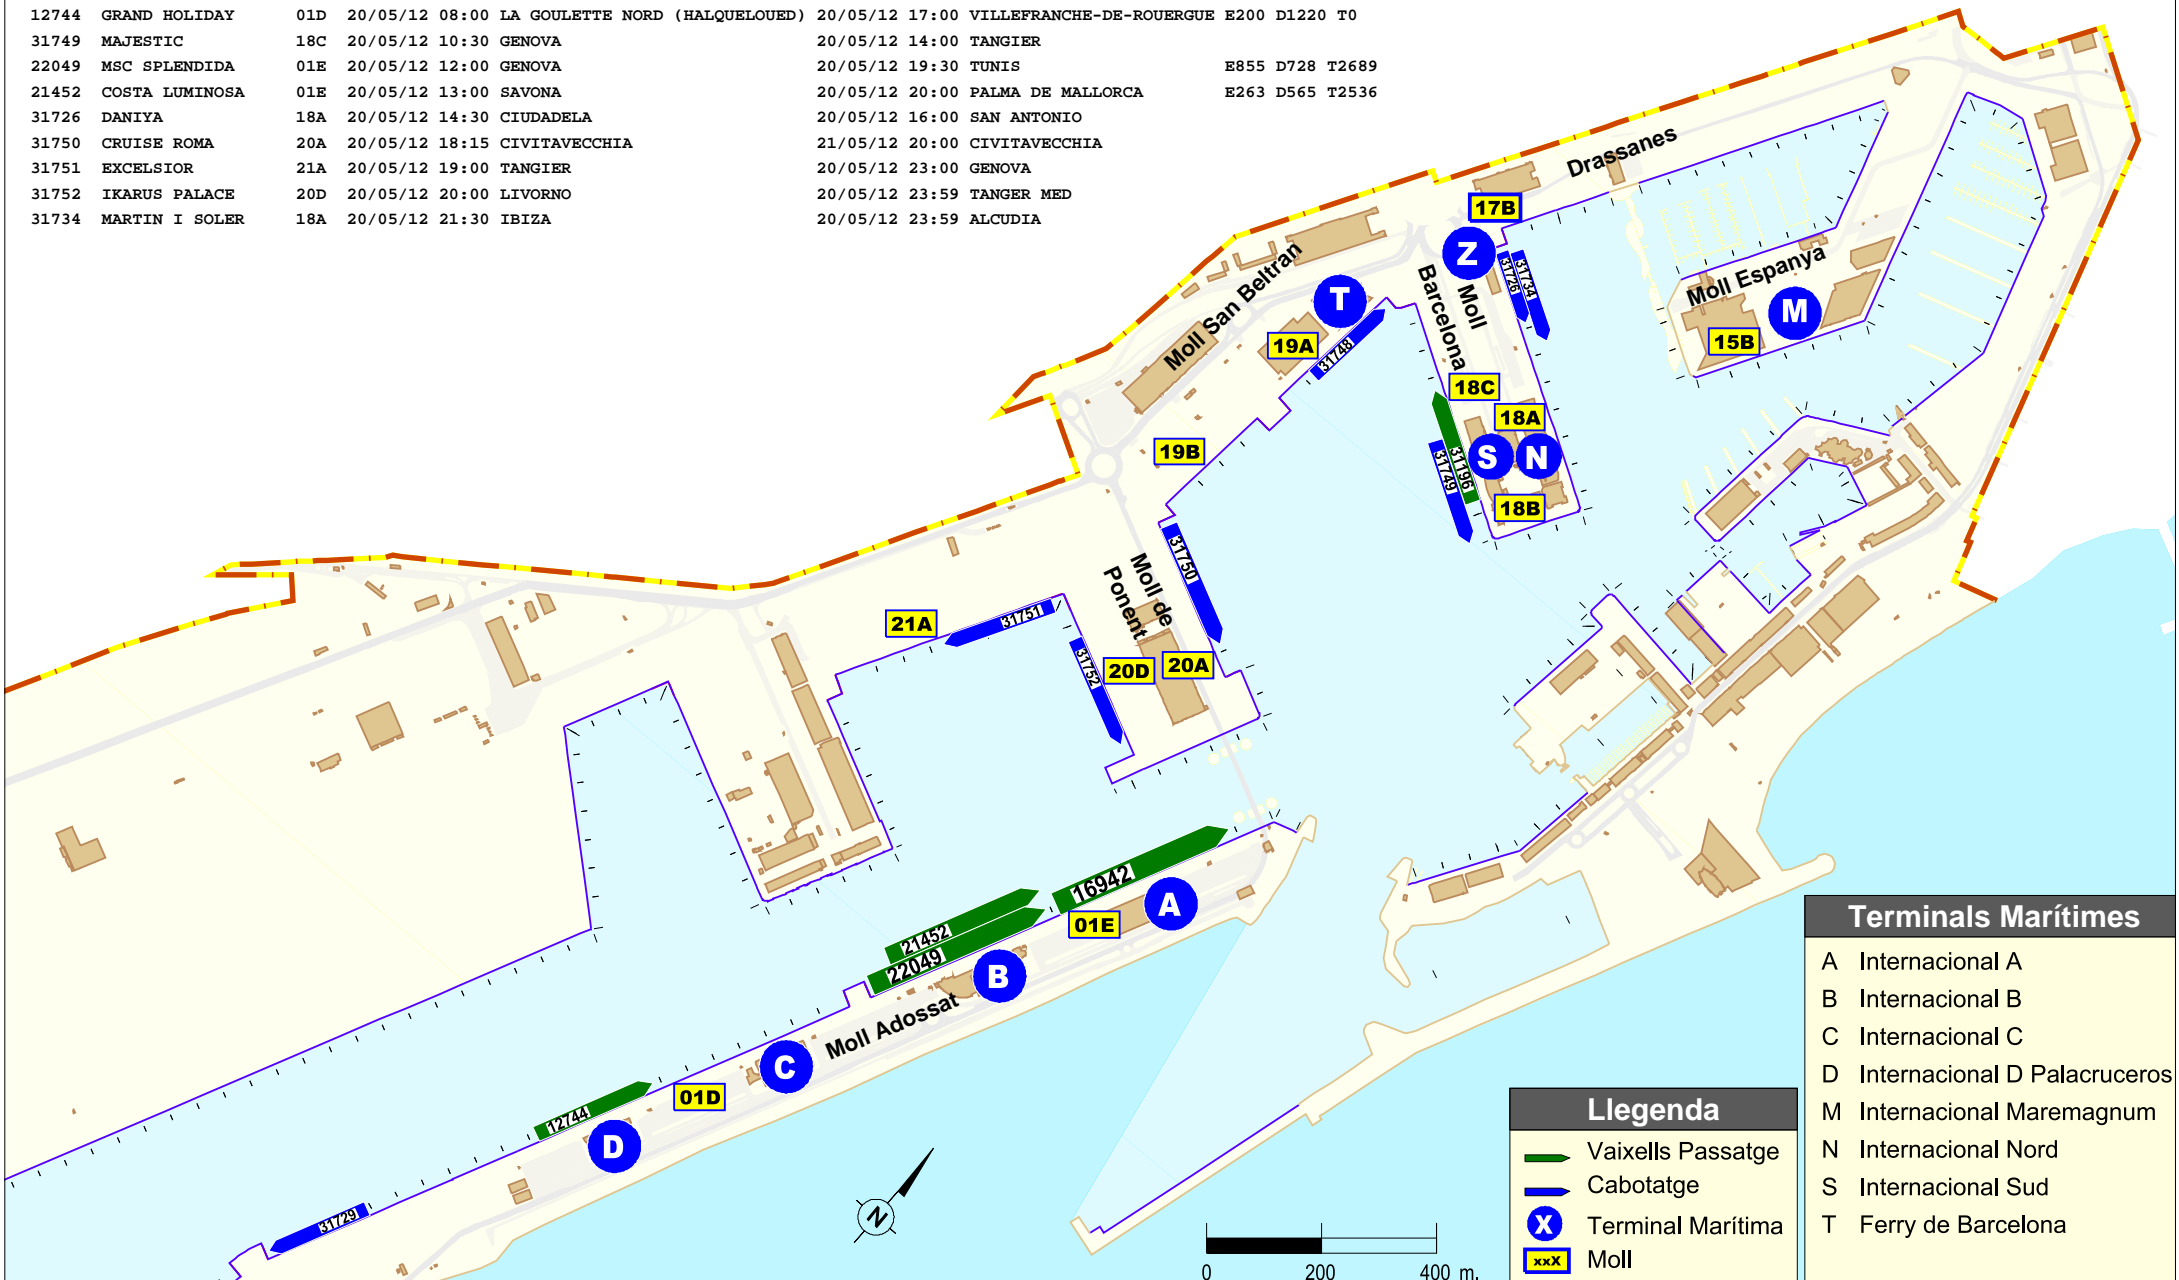 12744 GRAND HOLIDAY 01D 20/05/12 08:00 LA GOULETTE NORD (HALQUELOUED) 20/05/12 17:00 VILLEFRANCHE-DE-ROUERGUE E200 D1220 T0
31749 MAJESTIC 18C 20/05/12 10:30 GENOVA 20/05/12 14:00 TANGIER
22049 MSC SPLENDIDA 01E 20/05/12 12:00 GENOVA 20/05/12 19:30 TUNIS E855 D728 T2689
21452 COSTA LUMINOSA 01E 20/05/12 13:00 SAVONA 20/05/12 20:00 PALMA DE MALLORCA E263 D565 T2536
31726 DANIYA 18A 20/05/12 14:30 CIUDADELA 20/05/12 16:00 SAN ANTONIO
31750 CRUISE ROMA 20A 20/05/12 18:15 CIVITAVECCHIA 21/05/12 20:00 CIVITAVECCHIA
31751 EXCELSIOR 21A 20/05/12 19:00 TANGIER 20/05/12 23:00 GENOVA
31752 IKARUS PALACE 20D 20/05/12 20:00 LIVORNO 20/05/12 23:59 TANGER MED
31734 MARTIN I SOLER 18A 20/05/12 21:30 IBIZA 20/05/12 23:59 ALCUDIA
Drassanes
17B
Z
31726
31734
Moll San Beltran
T
19A
31748
Moll
Barcelona
Moll Espanya
M
15B
18C
18A
S
N
31196
31749
18B
19B
31750
Moll de
Ponent
21A
31751
31752
20D
20A
16942
A
01E
21452
22049
B
Moll Adossat
C
01D
12744
D
31729
N
0 200 400 m.
Llegenda
Vaixells Passatge
Cabotatge
X Terminal Marítima
xxX Moll
Terminals Marítimes
A Internacional A
B Internacional B
C Internacional C
D Internacional D Palacruceros
M Internacional Maremagnum
N Internacional Nord
S Internacional Sud
T Ferry de Barcelona